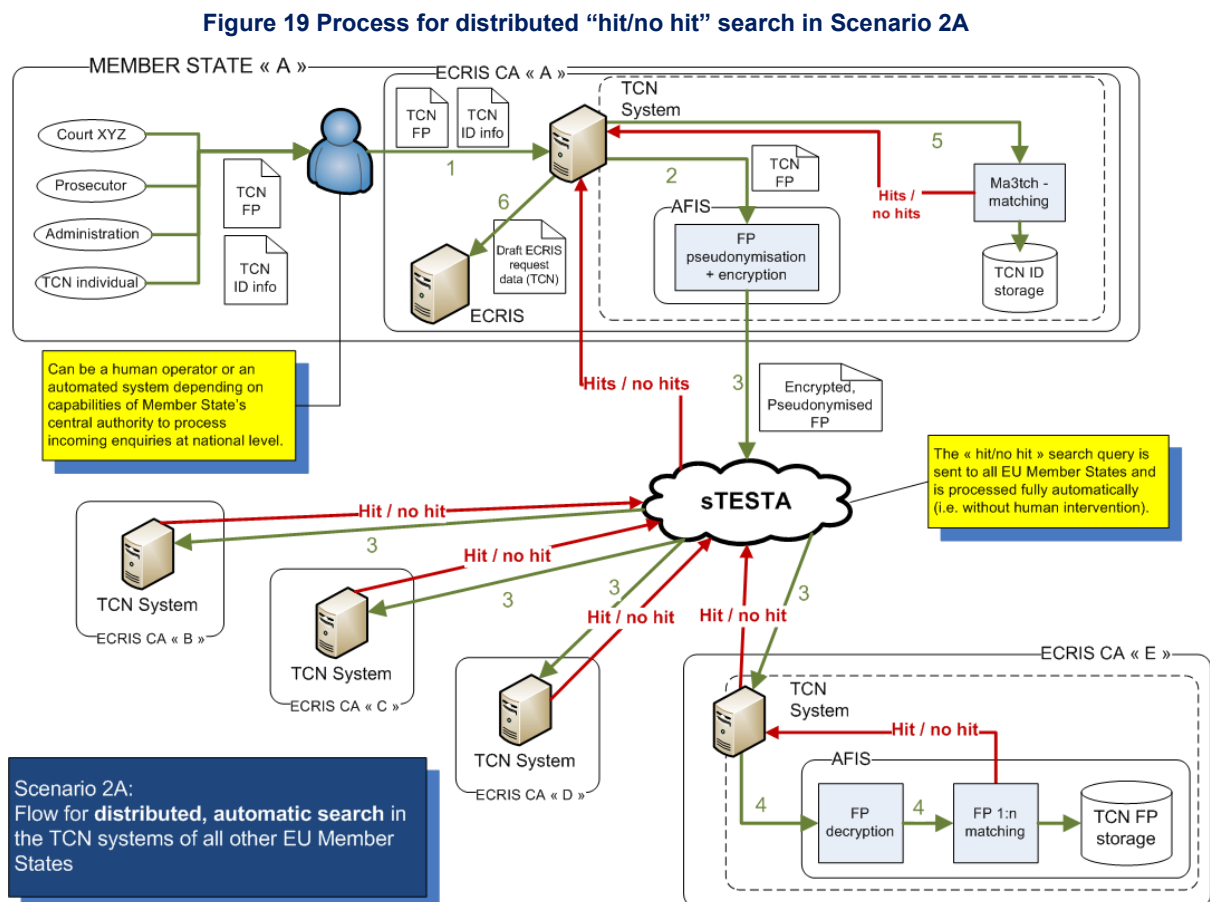 Figure 19 Process for distributed “hit/no hit” search in Scenario 2A
MEMBER STATE « A »
ECRIS CA « A »
TCN
System
Court XYZ
Prosecutor
Administration
TCN individual
TCN
FP
TCN
ID info
TCN
FP
TCN
ID info
1
2
TCN
FP
5
Hits /
no hits
Ma3tch -
matching
TCN ID
storage
AFIS
FP
pseudonymisation
+ encryption
6
Draft ECRIS
request
data (TCN)
ECRIS
Can be a human operator or an
automated system depending on
capabilities of Member State’s
central authority to process
incoming enquiries at national level.
Hits / no hits
3
Encrypted,
Pseudonymised
FP
The « hit/no hit » search query is
sent to all EU Member States and
is processed fully automatically
(i.e. without human intervention).
sTESTA
Hit / no hit
3
TCN System
ECRIS CA « B »
Hit / no hit
3
TCN System
ECRIS CA « C »
3
Hit / no hit
TCN System
ECRIS CA « D »
Hit / no hit
3
ECRIS CA « E »
TCN
System
Hit / no hit
AFIS
4
FP
decryption
4
FP 1:n
matching
TCN FP
storage
Scenario 2A:
Flow for distributed, automatic search in
the TCN systems of all other EU Member
States